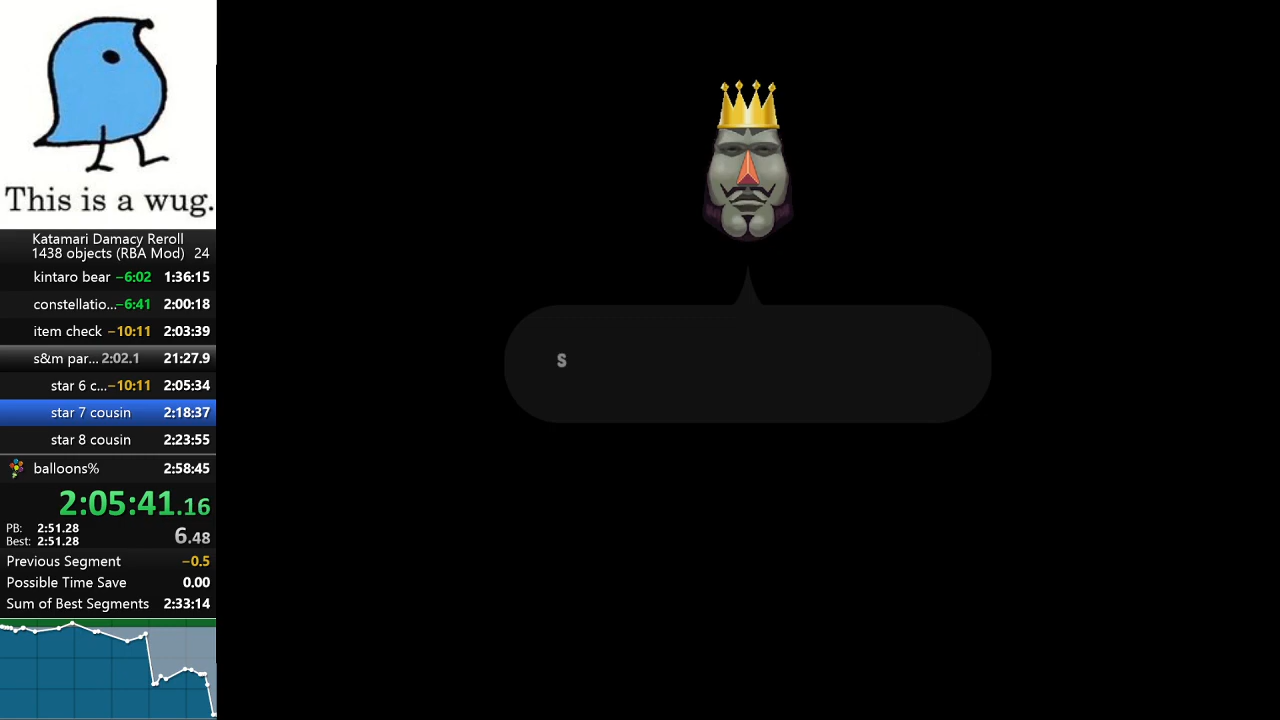 This is a wug.
Katamari Damacy Reroll
1438 objects (RBA Mod) 24
kintaro bear −6:02 1:36:15
constellatio... −6:41 2:00:18
item check −10:11 2:03:39
s&m par... 2:02.1 21:27.9
star 6 c... −10:11 2:05:34
star 7 cousin 2:18:37
star 8 cousin 2:23:55
balloons% 2:58:45
2:05:41.16
PB: 2:51.28
Best: 2:51.28
6.48
Previous Segment −0.5
Possible Time Save 0.00
Sum of Best Segments 2:33:14
S